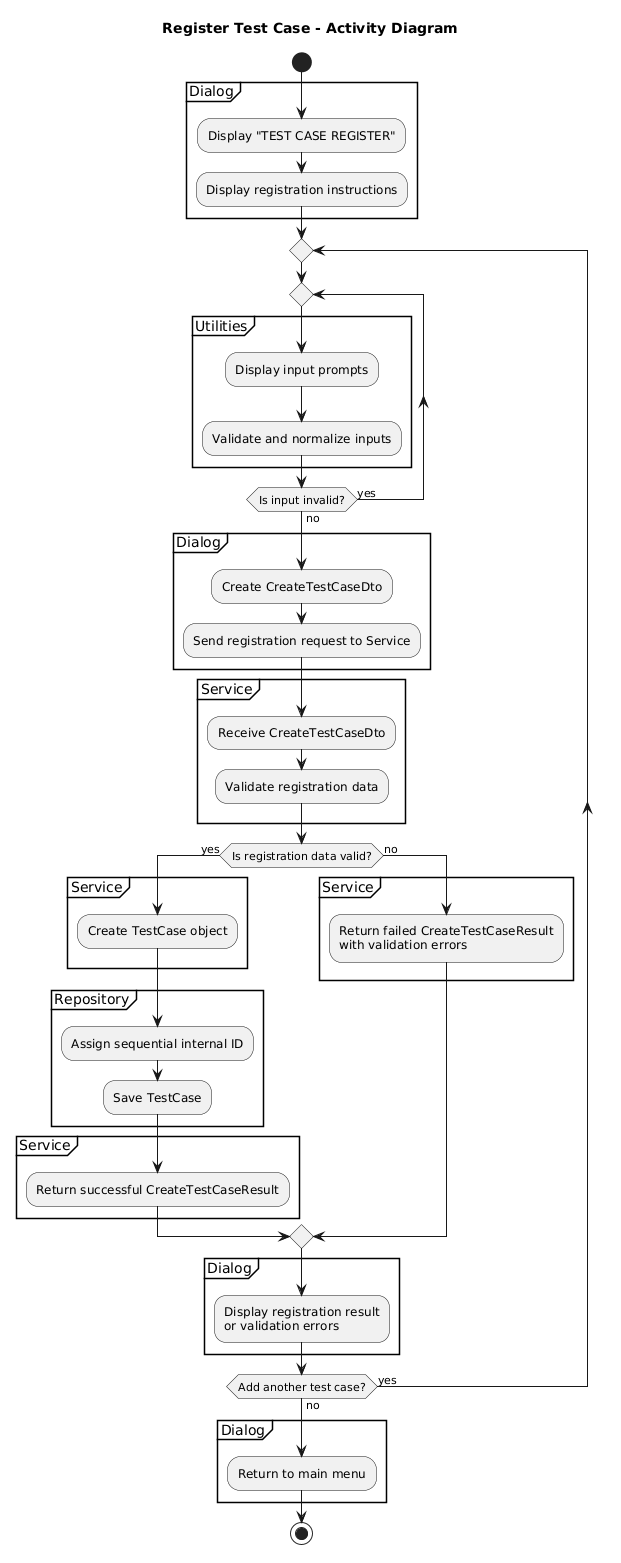 Register Test Case - Activity Diagram
Dialog
Display "TEST CASE REGISTER"
Display registration instructions
Utilities
Display input prompts
Validate and normalize inputs
Is input invalid?
yes
no
Dialog
Create CreateTestCaseDto
Send registration request to Service
Service
Receive CreateTestCaseDto
Validate registration data
yes
Is registration data valid?
no
Service
Create TestCase object
Repository
Assign sequential internal ID
Save TestCase
Service
Return successful CreateTestCaseResult
Service
Return failed CreateTestCaseResult
with validation errors
Dialog
Display registration result
or validation errors
Add another test case?
yes
no
Dialog
Return to main menu